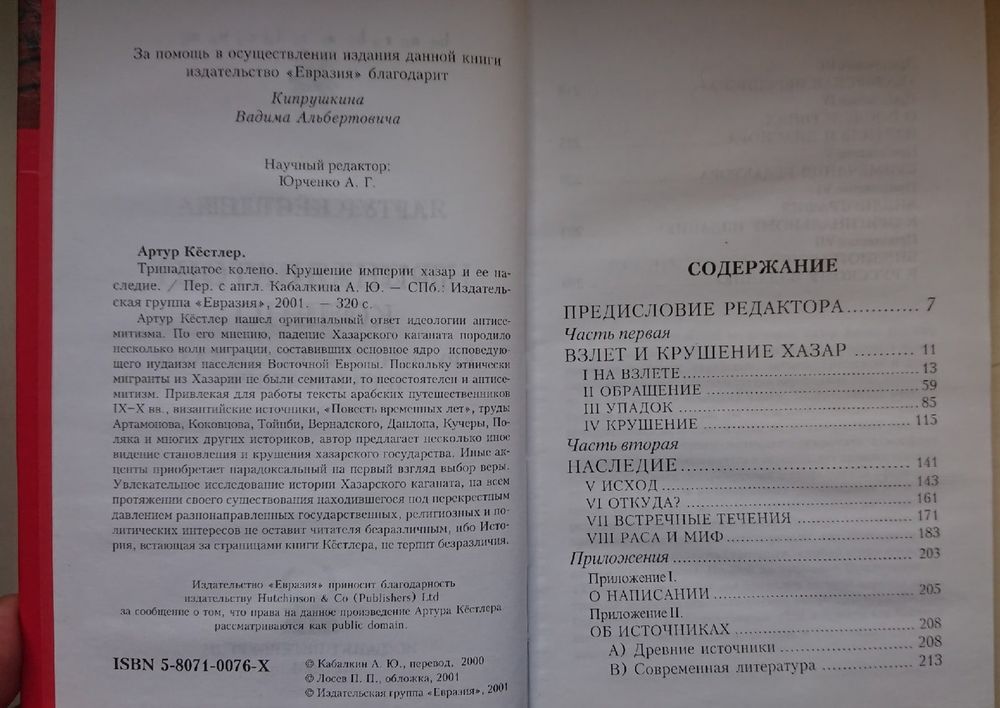 За помощь в осуществлении издания данной книги
издательство «Евразия» благодарит
Кипрушкина
Вадима Альбертовича
Научный редактор:
Юрченко А. Г.
Артур Кёстлер.
Тринадцатое колено. Крушение империи хазар и ее на-
следие. / Пер. с англ. Кабалкина А. Ю. — СПб.: Издатель-
ская группа «Евразия», 2001. — 320 с.
Артур Кёстлер нашел оригинальный ответ идеологии антисе-
митизма. По его мнению, падение Хазарского каганата породило
несколько волн миграции, составивших основное ядро исповедую-
щего иудаизм населения Восточной Европы. Поскольку этнически
мигранты из Хазарии не были семитами, то несостоятелен и антисе-
митизм. Привлекая для работы тексты арабских путешественников
IX–X вв., византийские источники, «Повесть временных лет», труды
Артамонова, Коковцова, Тойнби, Вернадского, Данлопа, Кучеры, По-
ляка и многих других историков, автор предлагает несколько иное
видение становления и крушения хазарского государства. Иные ак-
центы приобретает парадоксальный на первый взгляд выбор веры.
Увлекательное исследование истории Хазарского каганата, на всем
протяжении своего существования находившегося под перекрестным
давлением разнонаправленных государственных, религиозных и по-
литических интересов не оставит читателя безразличным, ибо Исто-
рия, встающая за страницами книги Кёстлера, не терпит безразличия.
Издательство «Евразия» приносит благодарность
издательству Hutchinson & Co (Publishers) Ltd
за сообщение о том, что права на данное произведение Артура Кёстлера
рассматриваются как public domain.
ISBN 5-8071-0076-X
© Кабалкин А. Ю., перевод, 2000
© Лосев П. П., обложка, 2001
© Издательская группа «Евразия», 2001
СОДЕРЖАНИЕ
ПРЕДИСЛОВИЕ РЕДАКТОРА............ 7
Часть первая
ВЗЛЕТ И КРУШЕНИЕ ХАЗАР ............ 11
I НА ВЗЛЕТЕ............ 13
II ОБРАЩЕНИЕ ............ 59
III УПАДОК ............ 85
IV КРУШЕНИЕ ............ 115
Часть вторая
НАСЛЕДИЕ............ 141
V ИСХОД ............ 143
VI ОТКУДА? ............ 161
VII ВСТРЕЧНЫЕ ТЕЧЕНИЯ ............ 171
VIII РАСА И МИФ............ 183
Приложения............ 203
Приложение I.
О НАПИСАНИИ ............ 205
Приложение II.
ОБ ИСТОЧНИКАХ ............ 208
А) Древние источники ............ 208
В) Современная литература ............ 213